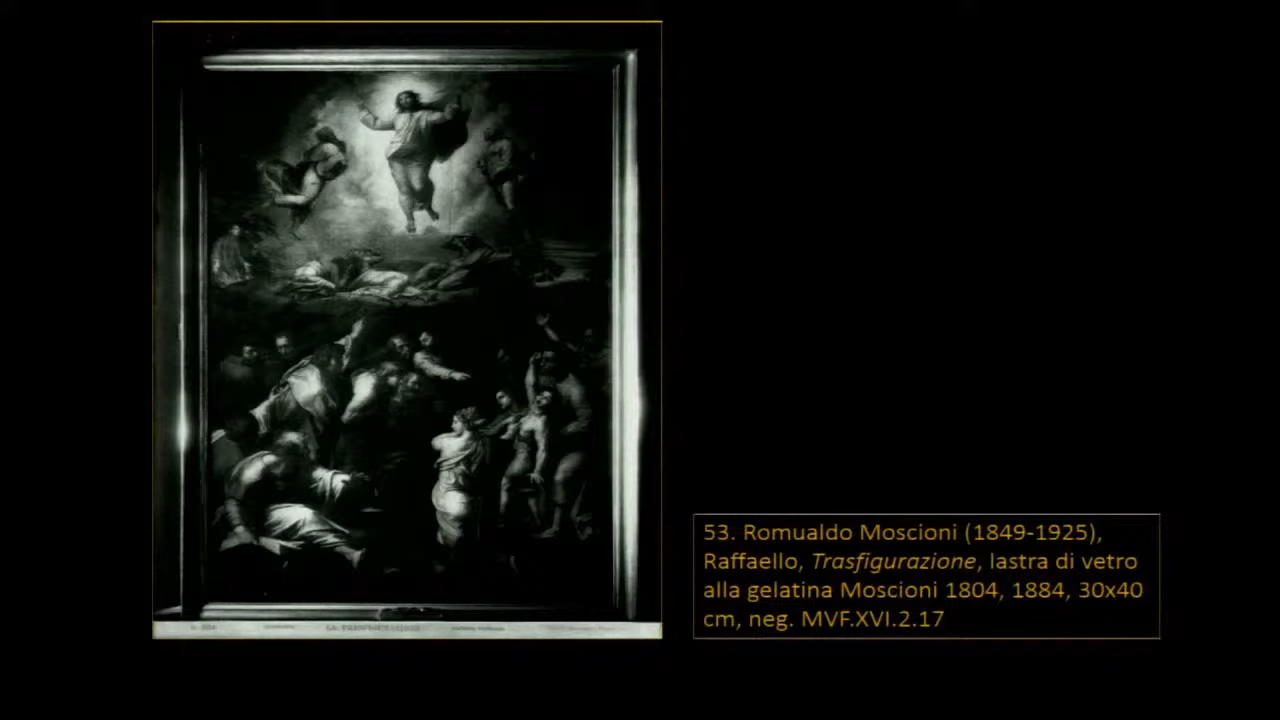 53. Romualdo Moscioni (1849-1925),
Raffaello, Trasfigurazione, lastra di vetro
alla gelatina Moscioni 1804, 1884, 30x40
cm, neg. MVF.XVI.2.17